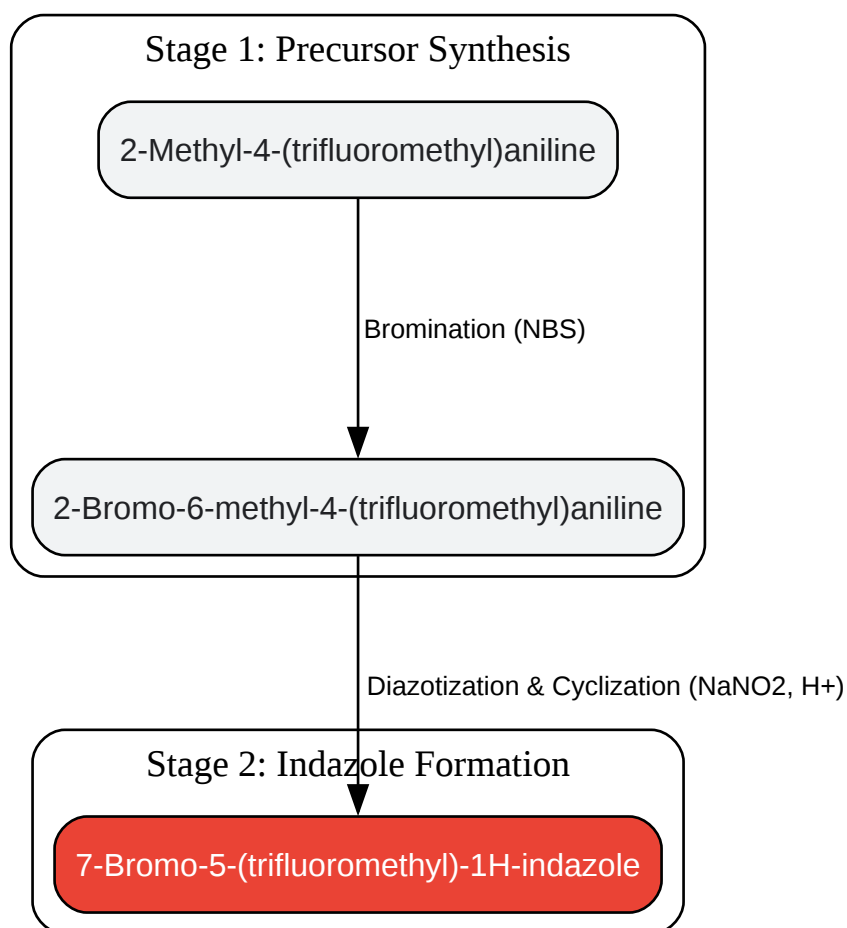 Stage 1: Precursor Synthesis
2-Methyl-4-(trifluoromethyl)aniline
Bromination (NBS)
2-Bromo-6-methyl-4-(trifluoromethyl)aniline
Diazotization & Cyclization (NaNO2, H+)
Stage 2: Indazole Formation
7-Bromo-5-(trifluoromethyl)-1H-indazole